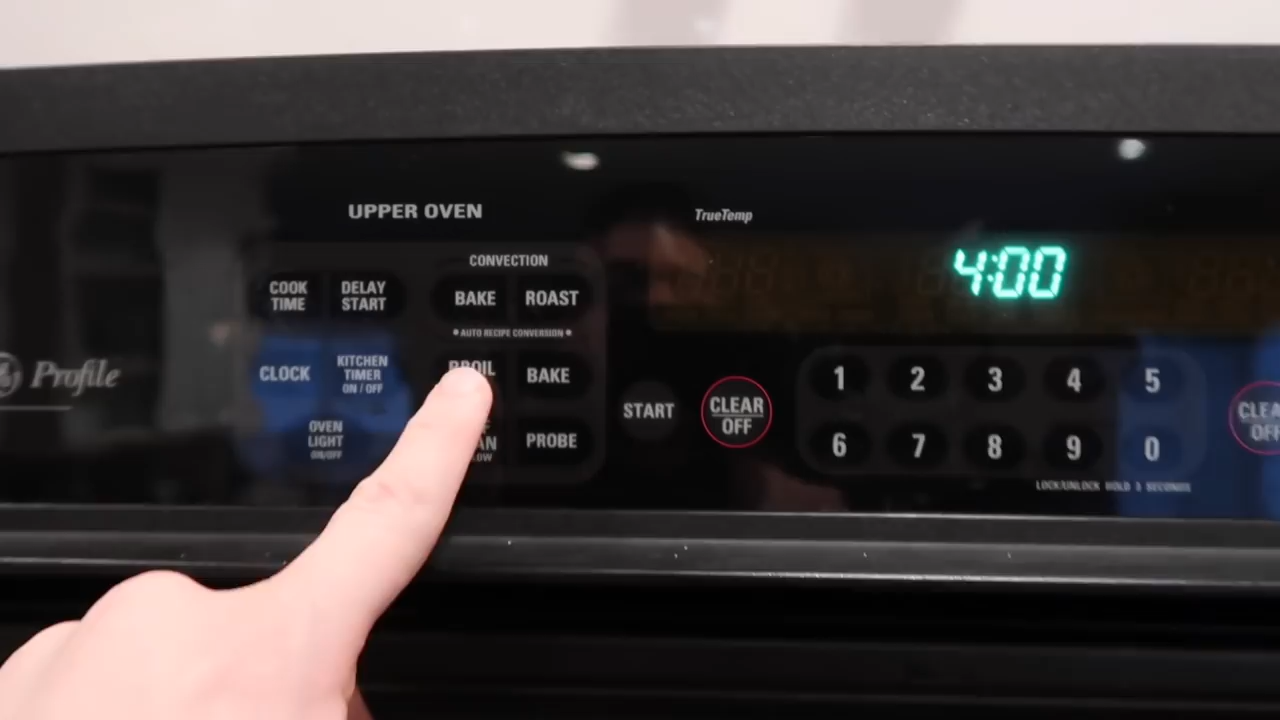 UPPER OVEN
TrueTemp
CONVECTION
4:00
COOK TIME
DELAY START
BAKE
ROAST
• AUTO RECIPE CONVERSION •
Profile
CLOCK
KITCHEN TIMER ON / OFF
BROIL
BAKE
START
CLEAR OFF
1 2 3 4 5
OVEN LIGHT ON/OFF
PROBE
6 7 8 9 0
LOCK/UNLOCK HOLD 3 SECONDS